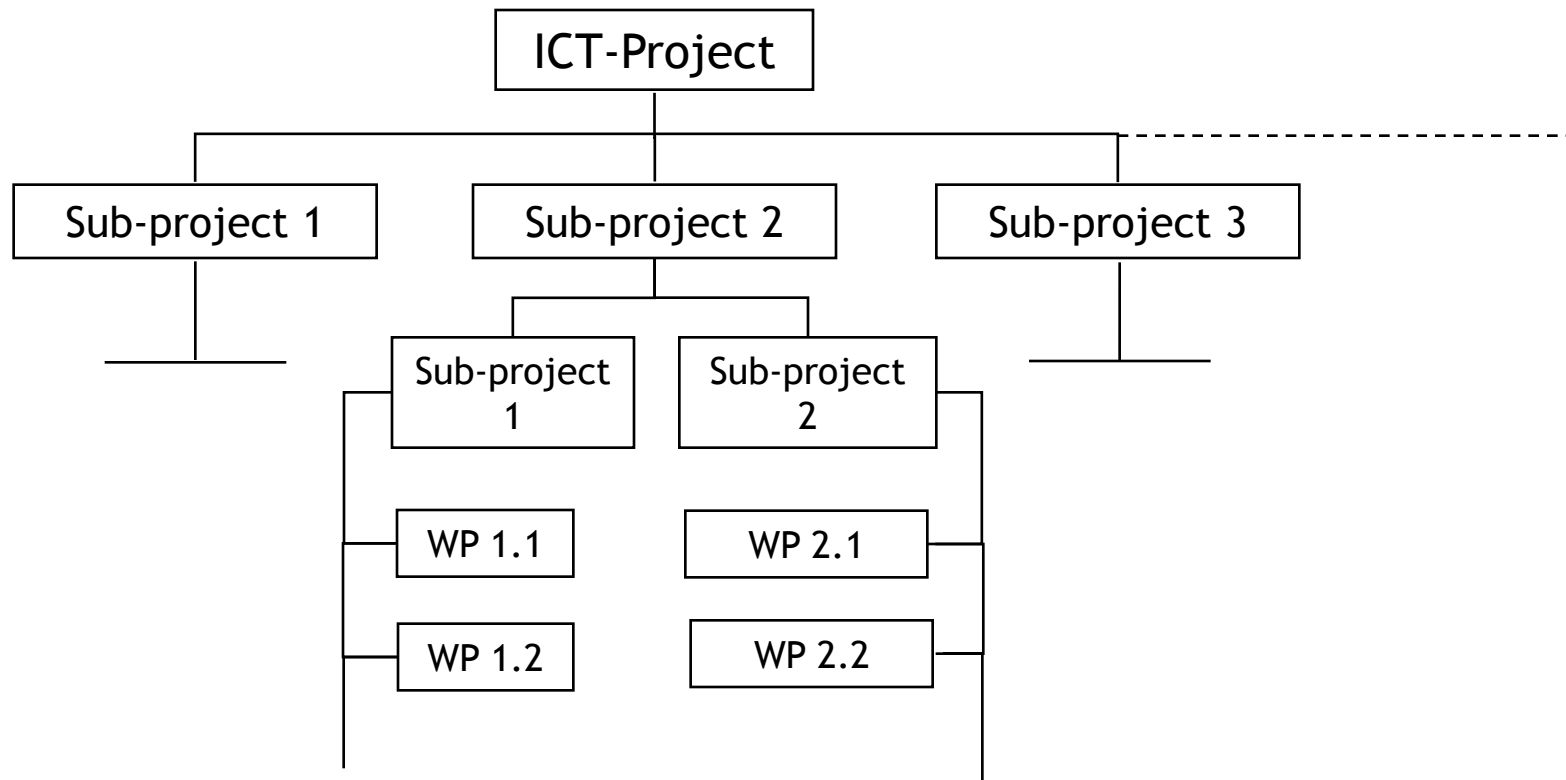 ICT-Project
Sub-project 1
Sub-project 2
Sub-project 3
Sub-project
1
Sub-project
2
WP 1.1
WP 2.1
WP 1.2
WP 2.2